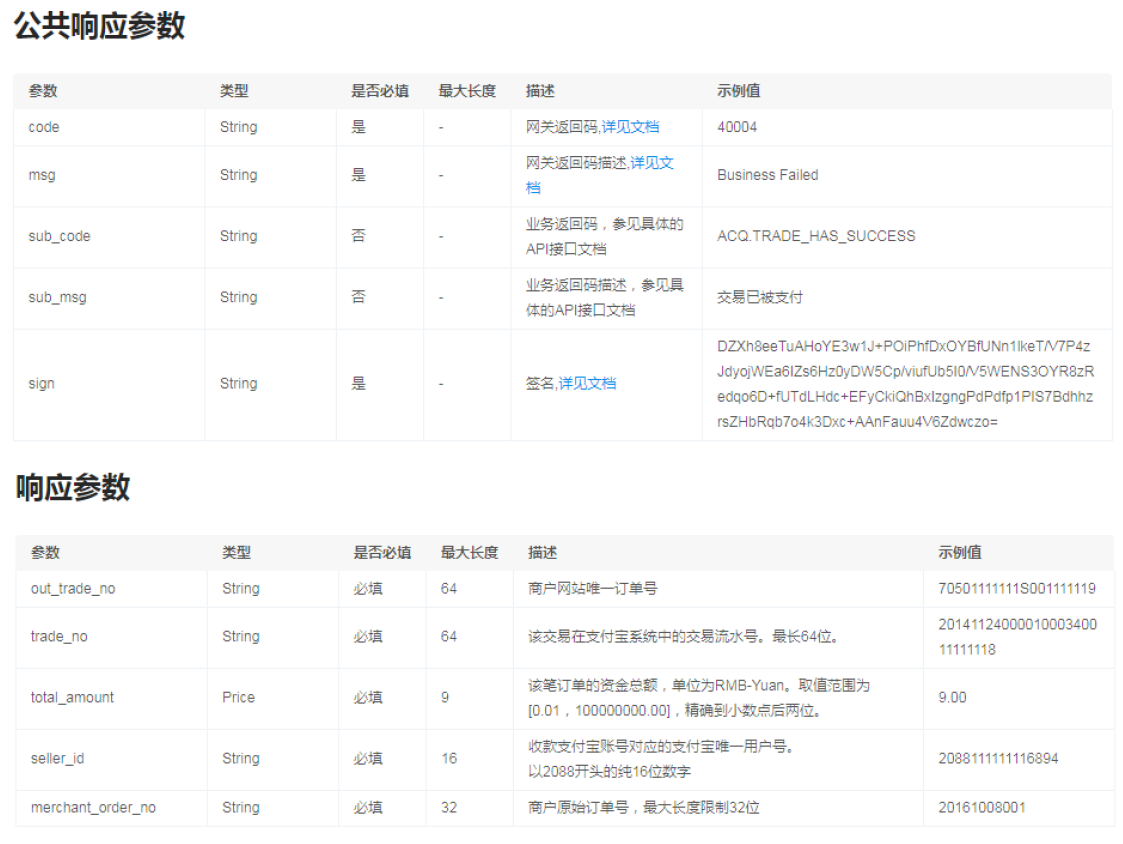 公共响应参数
参数 类型 是否必填 最大长度 描述 示例值
code String 是 - 网关返回码,详见文档 40004
msg String 是 - 网关返回码描述,详见文
档 Business Failed
sub_code String 否 - 业务返回码，参见具体的
API接口文档 ACQ.TRADE_HAS_SUCCESS
sub_msg String 否 - 业务返回码描述，参见具
体的API接口文档 交易已被支付
sign String 是 - 签名,详见文档 DZXh8eeTuAHoYE3w1J+POiPhfDxOYBfUNn1lkeT/V7P4z
JdyojWEa6IZs6Hz0yDW5Cp/viufUb5I0/V5WENS3OYR8zR
edqo6D+fUTdLHdc+EFyCkiQhBxIzgngPdPdfp1PIS7Bdhhz
rsZHbRqb7o4k3Dxc+AAnFauu4V6Zdwczo=
响应参数
参数 类型 是否必填 最大长度 描述 示例值
out_trade_no String 必填 64 商户网站唯一订单号 70501111111S001111119
trade_no String 必填 64 该交易在支付宝系统中的交易流水号。最长64位。 20141124000010003400
11111118
total_amount Price 必填 9 该笔订单的资金总额，单位为RMB-Yuan。取值范围为
[0.01，100000000.00]，精确到小数点后两位。 9.00
seller_id String 必填 16 收款支付宝账号对应的支付宝唯一用户号。
以2088开头的纯16位数字 2088111111116894
merchant_order_no String 必填 32 商户原始订单号，最大长度限制32位 20161008001